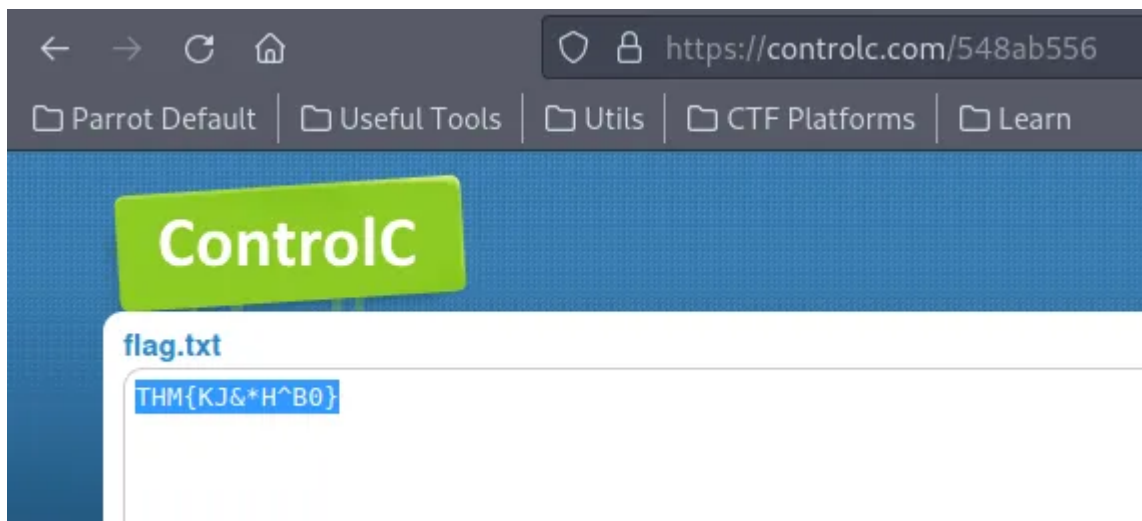 https://controlc.com/548ab556
Parrot Default Useful Tools Utils CTF Platforms Learn
ControlC
flag.txt
THM{KJ&*H^B0}